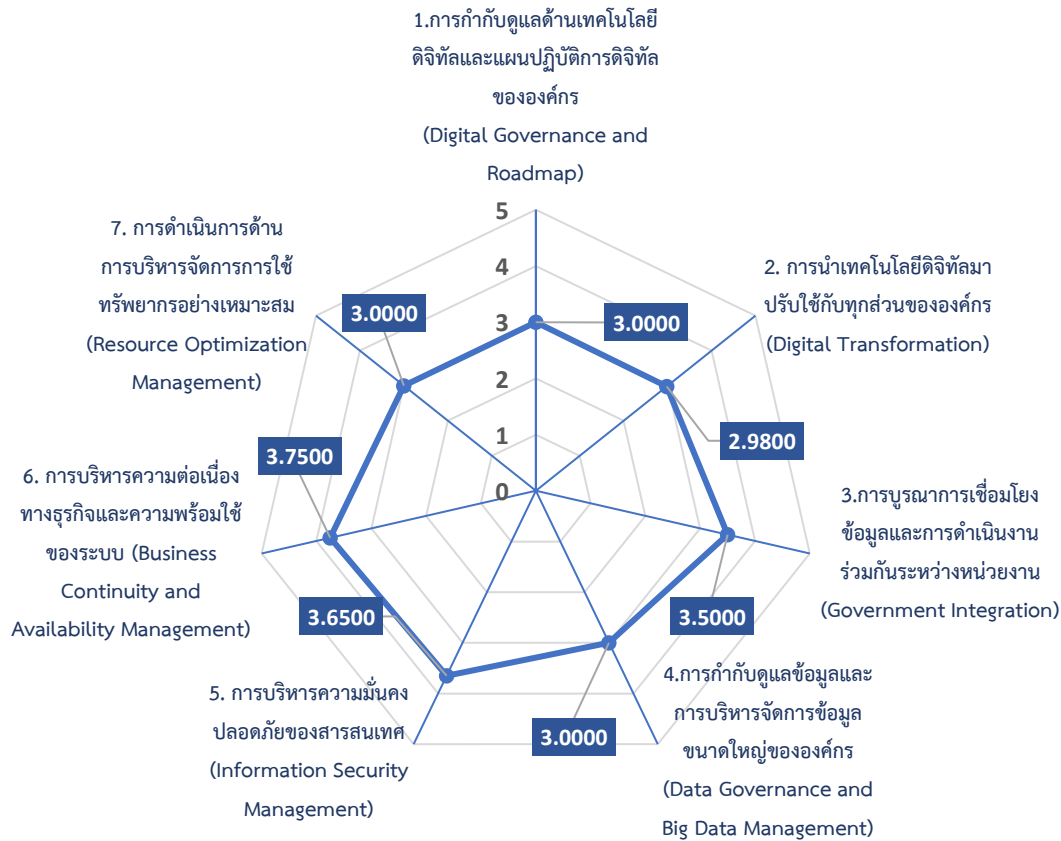 1.การกำกับดูแลด้านเทคโนโลยี
ดิจิทัลและแผนปฏิบัติการดิจิทัล
ขององค์กร
(Digital Governance and
Roadmap)
5
4
3
2
1
0
3.0000
2. การนำเทคโนโลยีดิจิทัลมา
ปรับใช้กับทุกส่วนขององค์กร
(Digital Transformation)
2.9800
3.การบูรณาการเชื่อมโยง
ข้อมูลและการดำเนินงาน
ร่วมกันระหว่างหน่วยงาน
(Government Integration)
3.5000
4.การกำกับดูแลข้อมูลและ
การบริหารจัดการข้อมูล
ขนาดใหญ่ขององค์กร
(Data Governance and
Big Data Management)
3.0000
5. การบริหารความมั่นคง
ปลอดภัยของสารสนเทศ
(Information Security
Management)
3.6500
6. การบริหารความต่อเนื่อง
ทางธุรกิจและความพร้อมใช้
ของระบบ (Business
Continuity and
Availability Management)
3.7500
7. การดำเนินการด้าน
การบริหารจัดการการใช้
ทรัพยากรอย่างเหมาะสม
(Resource Optimization
Management)
3.0000